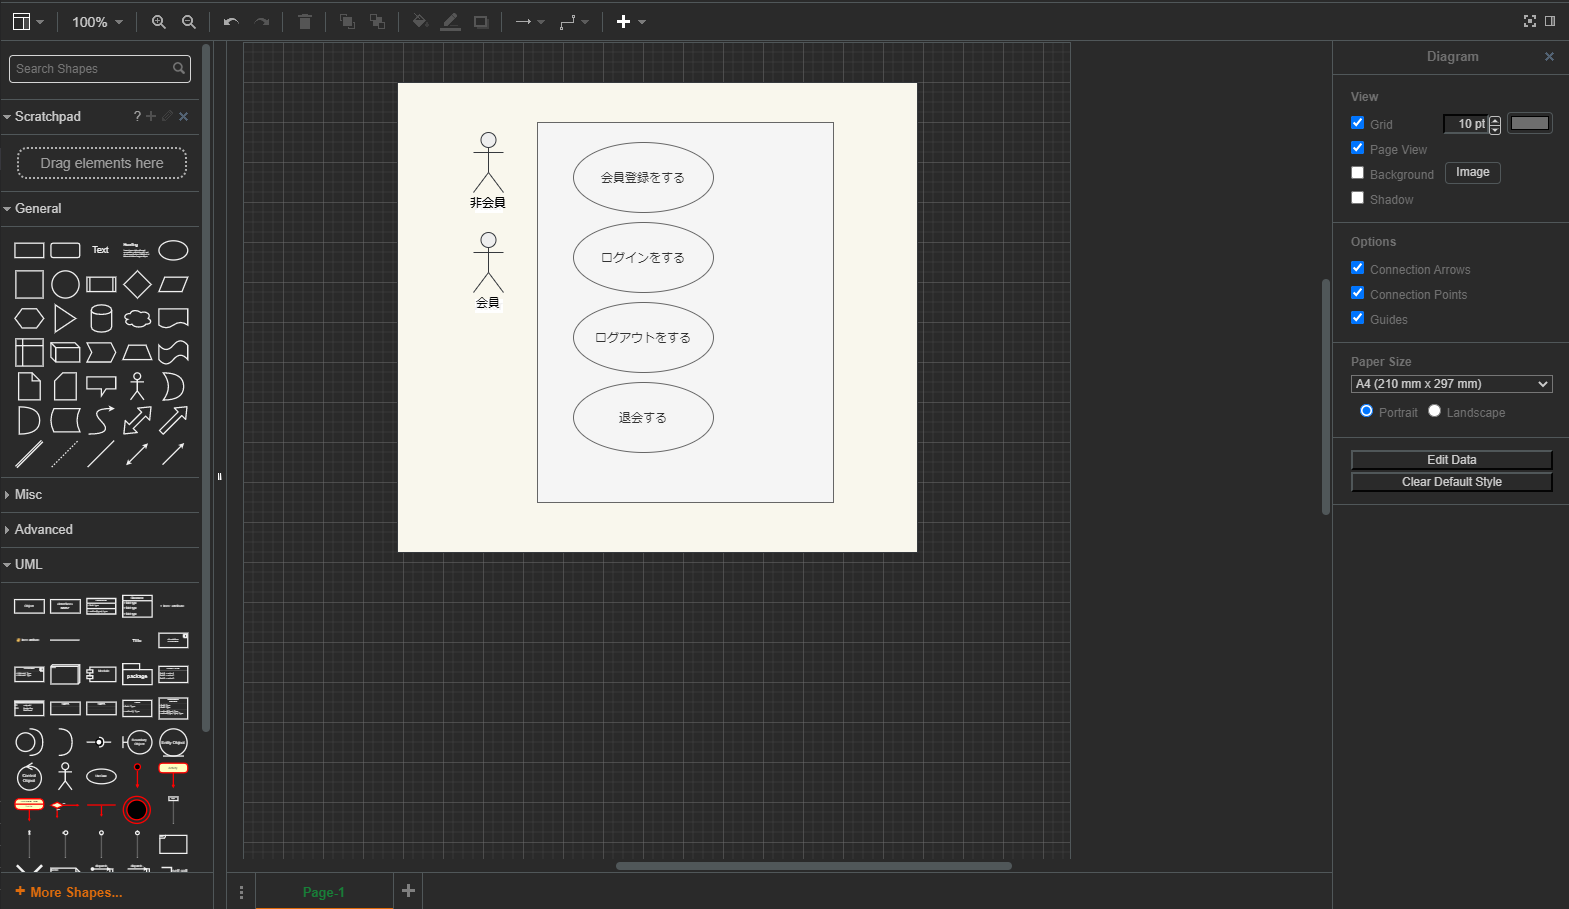 100%
Search Shapes
Scratchpad
?
Drag elements here
General
Text
Heading
Misc
Advanced
UML
package
More Shapes...
非会員
会員
会員登録をする
ログインをする
ログアウトをする
退会する
Page-1
Diagram
View
Grid
10 pt
Page View
Background
Image
Shadow
Options
Connection Arrows
Connection Points
Guides
Paper Size
A4 (210 mm x 297 mm)
Portrait
Landscape
Edit Data
Clear Default Style